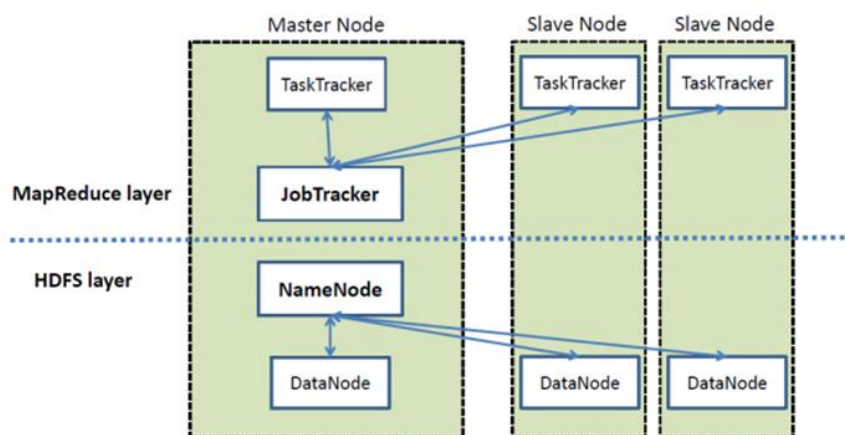 Master Node
Slave Node
Slave Node
TaskTracker
TaskTracker
TaskTracker
MapReduce layer
JobTracker
HDFS layer
NameNode
DataNode
DataNode
DataNode